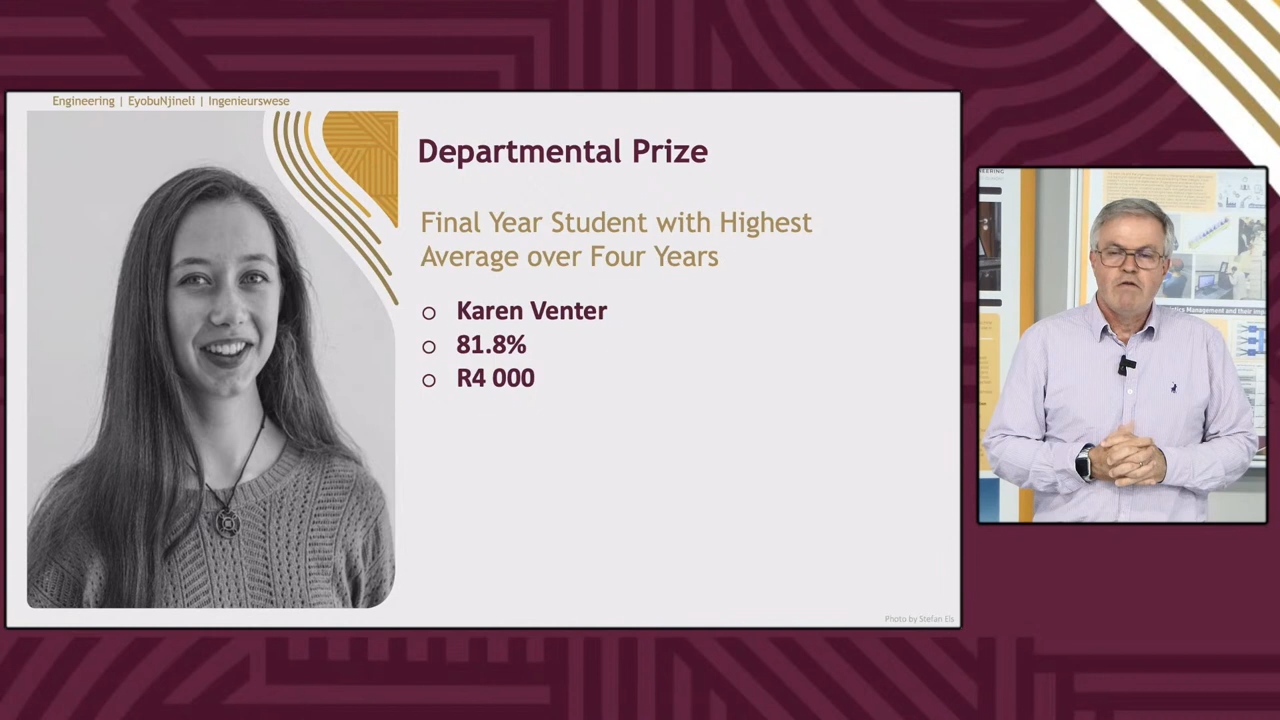 Engineering | EyobuNjineli | Ingenieurswese
Departmental Prize
Final Year Student with Highest
Average over Four Years
Karen Venter
81.8%
R4 000
Photo by Stefan Els